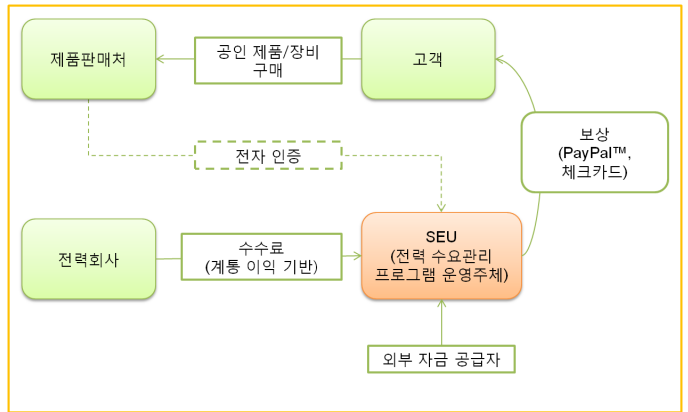 제품판매처
공인 제품/장비
구매
고객
보상
(PayPal™,
체크카드)
전자 인증
전력회사
수수료
(계통 이익 기반)
SEU
(전력 수요관리
프로그램 운영주체)
외부 자금 공급자